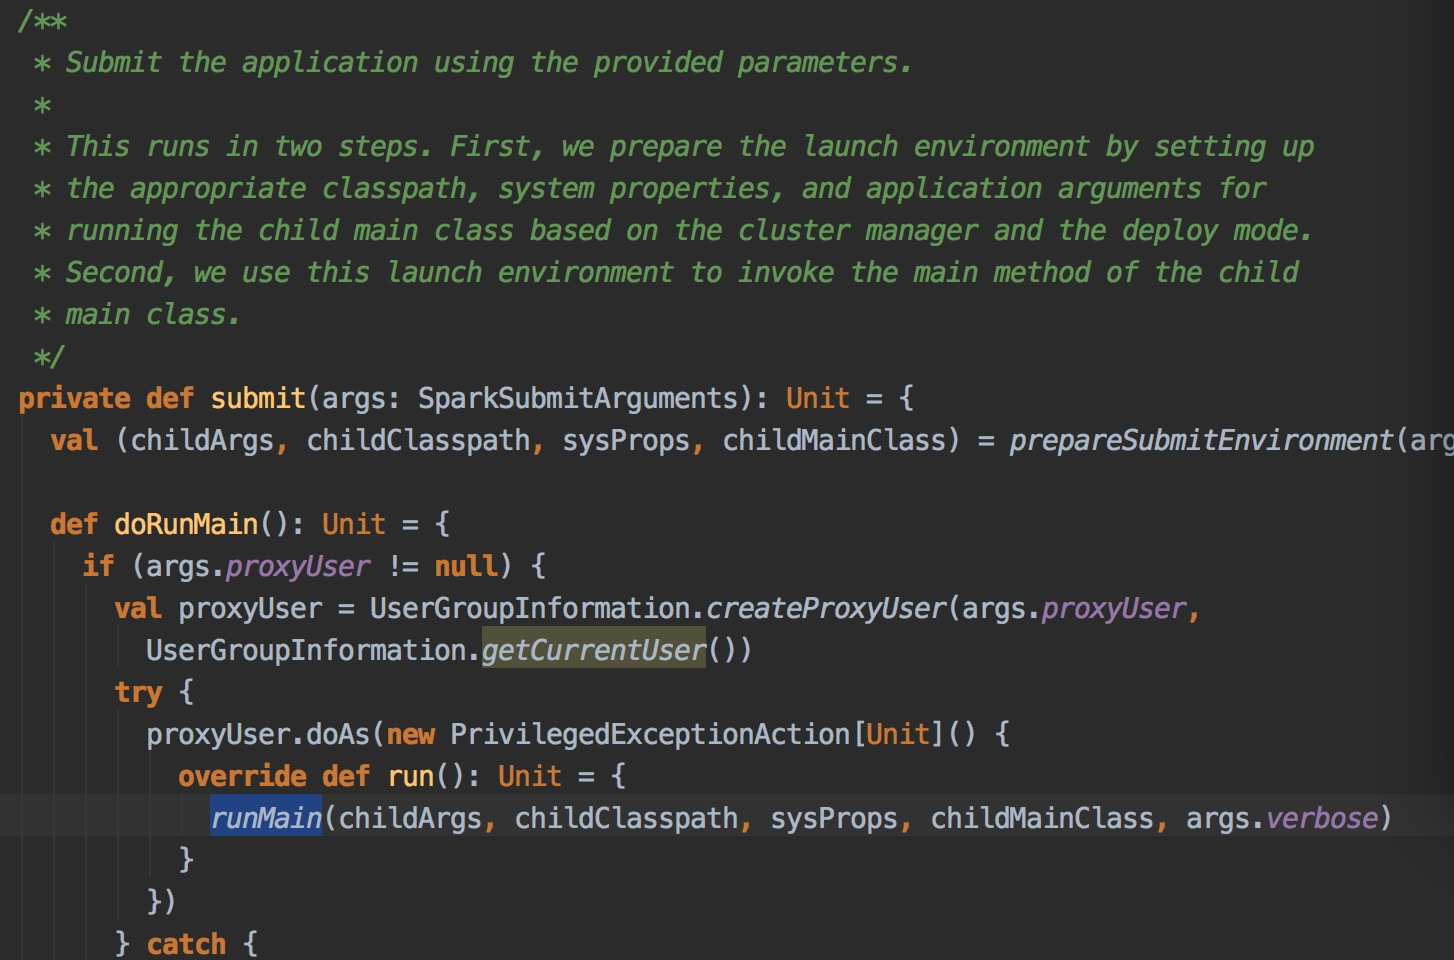 /**
 * Submit the application using the provided parameters.
 *
 * This runs in two steps. First, we prepare the launch environment by setting up
 * the appropriate classpath, system properties, and application arguments for
 * running the child main class based on the cluster manager and the deploy mode.
 * Second, we use this launch environment to invoke the main method of the child
 * main class.
 */
private def submit(args: SparkSubmitArguments): Unit = {
  val (childArgs, childClasspath, sysProps, childMainClass) = prepareSubmitEnvironment(arg
  def doRunMain(): Unit = {
    if (args.proxyUser != null) {
      val proxyUser = UserGroupInformation.createProxyUser(args.proxyUser,
        UserGroupInformation.getCurrentUser())
      try {
        proxyUser.doAs(new PrivilegedExceptionAction[Unit]() {
          override def run(): Unit = {
            runMain(childArgs, childClasspath, sysProps, childMainClass, args.verbose)
          }
        })
      } catch {